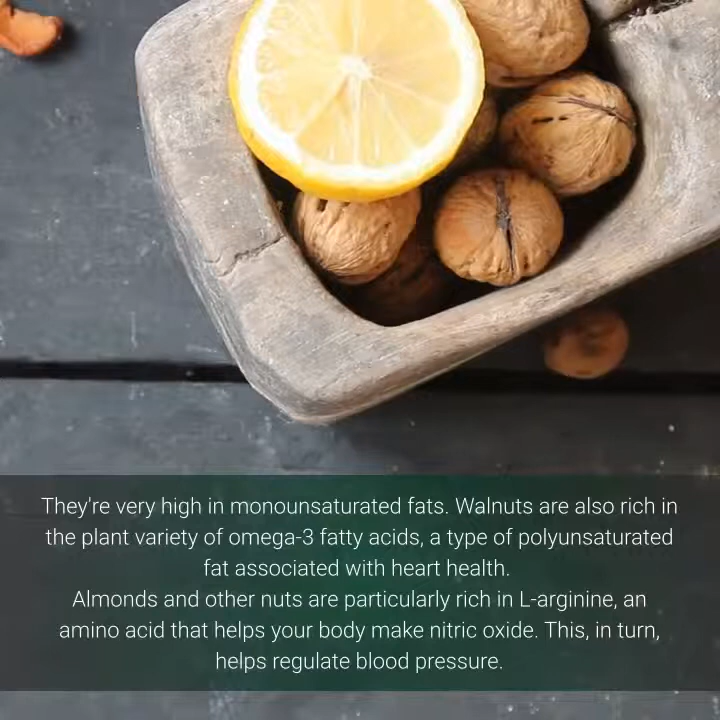 They're very high in monounsaturated fats. Walnuts are also rich in
the plant variety of omega-3 fatty acids, a type of polyunsaturated
fat associated with heart health.
Almonds and other nuts are particularly rich in L-arginine, an
amino acid that helps your body make nitric oxide. This, in turn,
helps regulate blood pressure.